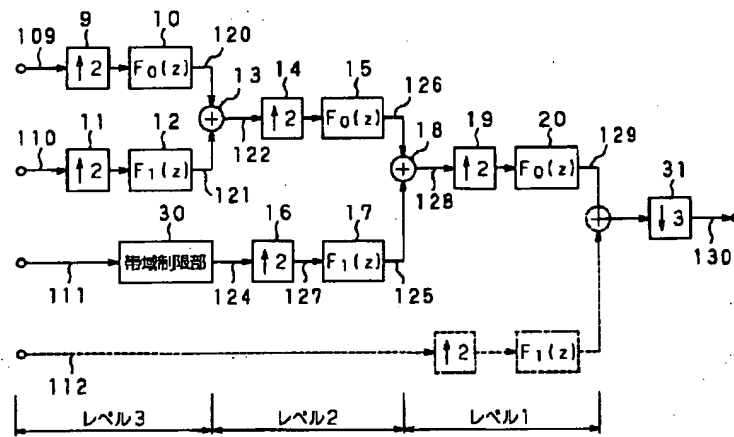 109 9 10 120
↑2 F₀(z)
13 14 15 126
↑2 F₀(z)
110 11 12
↑2 F₁(z)
122 121
18 19 20 129
↑2 F₀(z)
128
31
↓3
130
30 16 17
帯域制限部 ↑2 F₁(z)
111 124 127 125
↑2 F₁(z)
112
レベル3 レベル2 レベル1